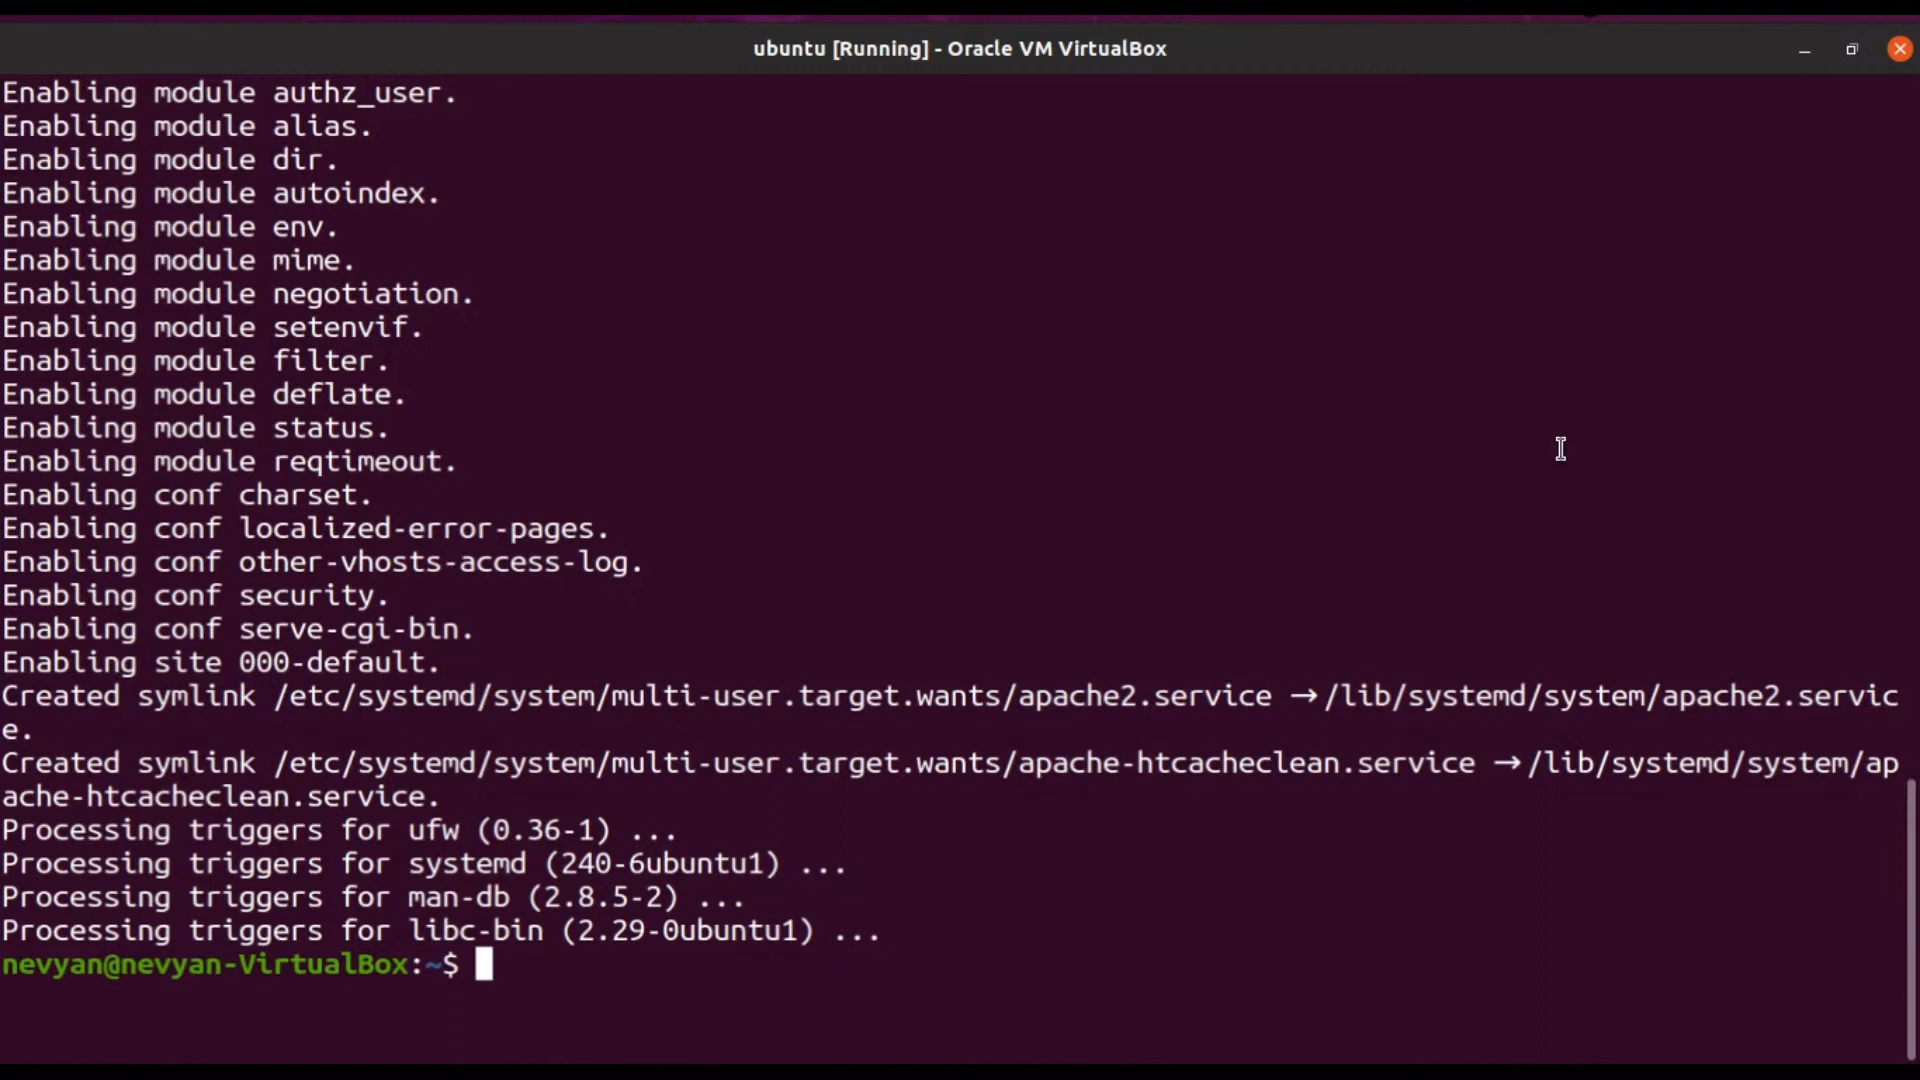 ubuntu [Running] - Oracle VM VirtualBox
Enabling module authz_user.
Enabling module alias.
Enabling module dir.
Enabling module autoindex.
Enabling module env.
Enabling module mime.
Enabling module negotiation.
Enabling module setenvif.
Enabling module filter.
Enabling module deflate.
Enabling module status.
Enabling module reqtimeout.
Enabling conf charset.
Enabling conf localized-error-pages.
Enabling conf other-vhosts-access-log.
Enabling conf security.
Enabling conf serve-cgi-bin.
Enabling site 000-default.
Created symlink /etc/systemd/system/multi-user.target.wants/apache2.service → /lib/systemd/system/apache2.servic
e.
Created symlink /etc/systemd/system/multi-user.target.wants/apache-htcacheclean.service → /lib/systemd/system/ap
ache-htcacheclean.service.
Processing triggers for ufw (0.36-1) ...
Processing triggers for systemd (240-6ubuntu1) ...
Processing triggers for man-db (2.8.5-2) ...
Processing triggers for libc-bin (2.29-0ubuntu1) ...
nevyan@nevyan-VirtualBox:~$